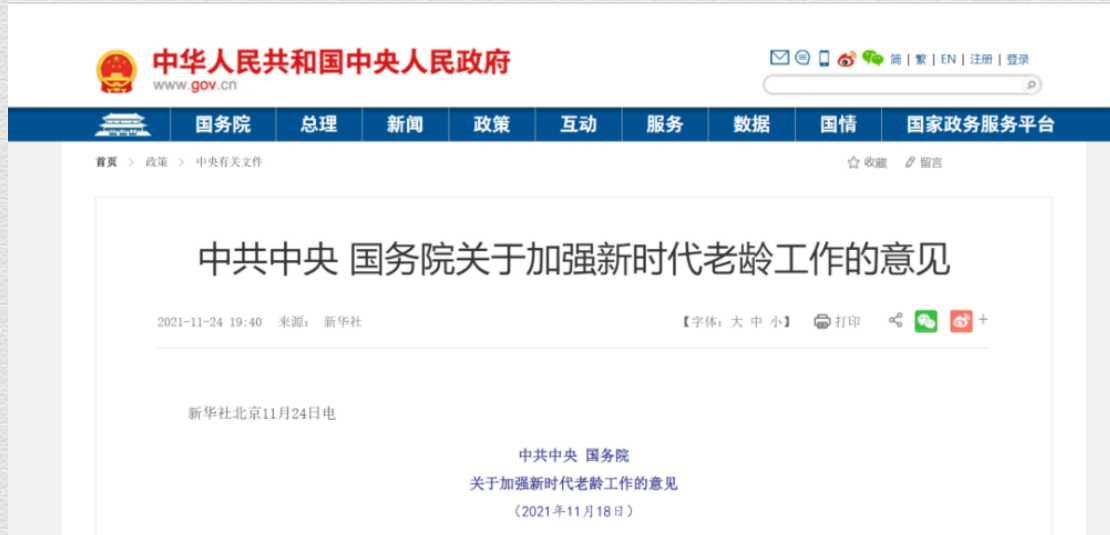 中华人民共和国中央人民政府
www.gov.cn
简 | 繁 | EN | 注册 | 登录
国务院 总理 新闻 政策 互动 服务 数据 国情 国家政务服务平台
首页 > 政策 > 中央有关文件 收藏 留言
中共中央 国务院关于加强新时代老龄工作的意见
2021-11-24 19:40 来源： 新华社 【字体：大 中 小】 打印 +
新华社北京11月24日电
中共中央 国务院
关于加强新时代老龄工作的意见
（2021年11月18日）